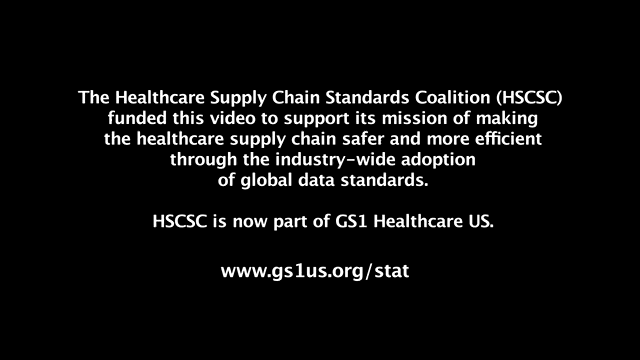 The Healthcare Supply Chain Standards Coalition (HSCSC)
funded this video to support its mission of making
the healthcare supply chain safer and more efficient
through the industry-wide adoption
of global data standards.
HSCSC is now part of GS1 Healthcare US.
www.gs1us.org/stat